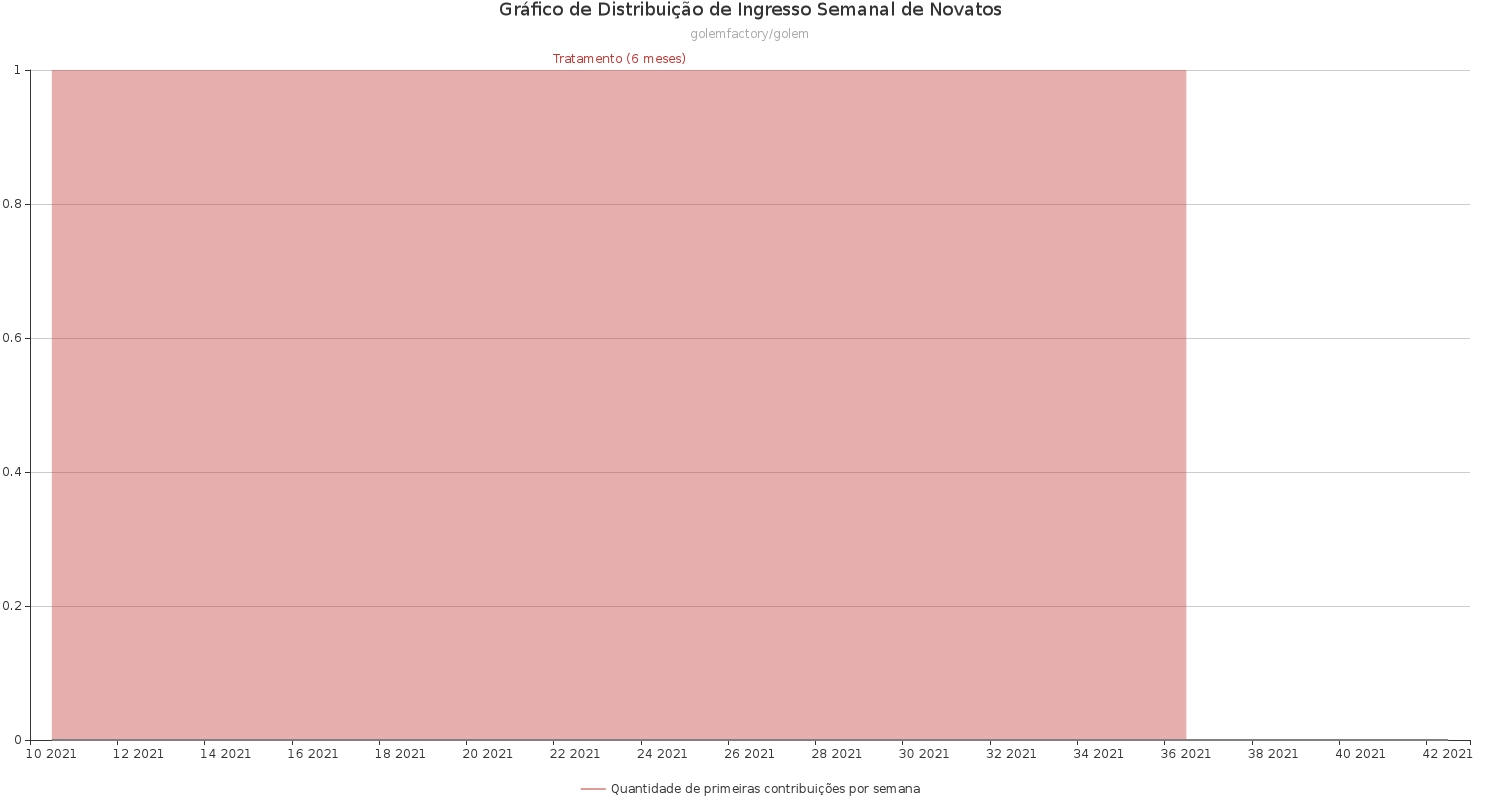 Gráfico de Distribuição de Ingresso Semanal de Novatos
golemfactory/golem
Tratamento (6 meses)
1
0.8
0.6
0.4
0.2
0
10 2021 12 2021 14 2021 16 2021 18 2021 20 2021 22 2021 24 2021 26 2021 28 2021 30 2021 32 2021 34 2021 36 2021 38 2021 40 2021 42 2021
Quantidade de primeiras contribuições por semana